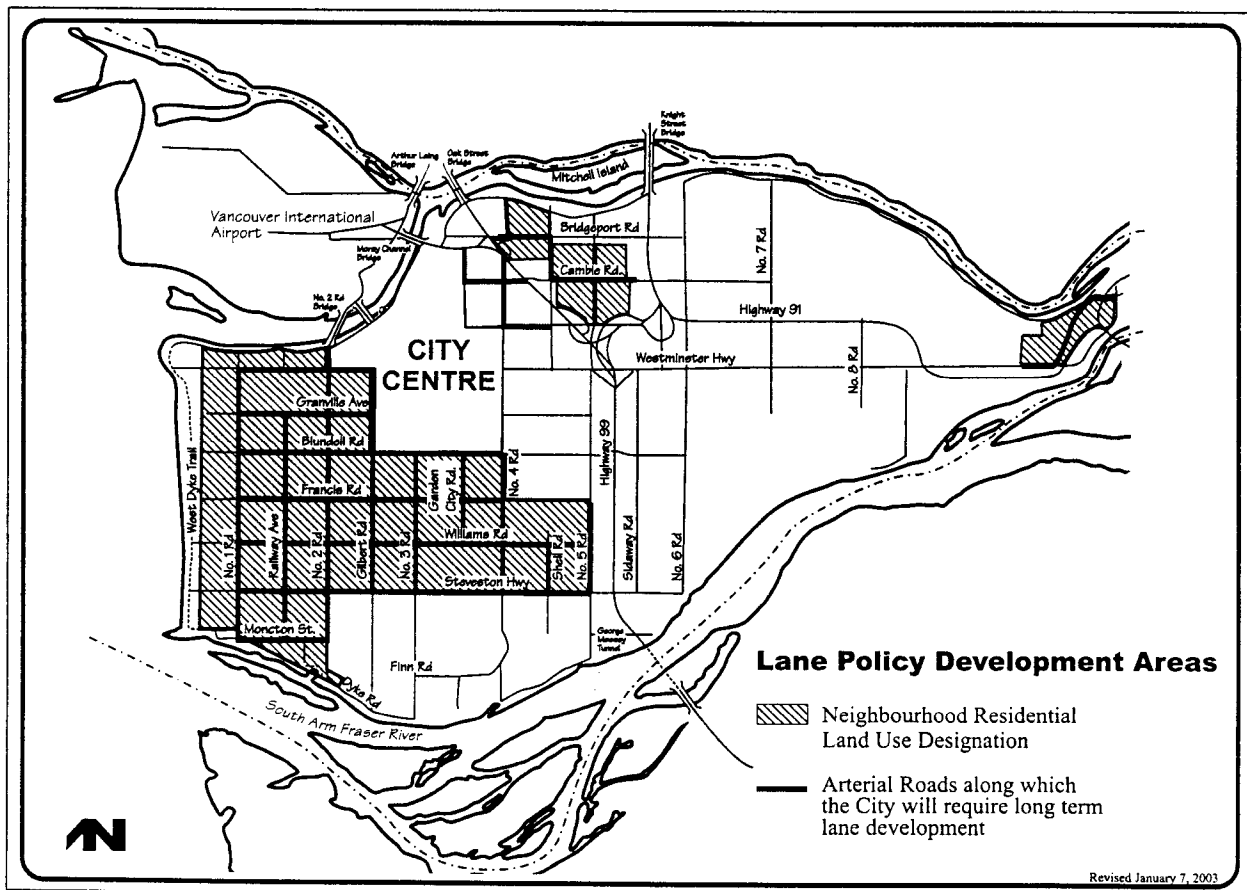 Knight
Street
Bridge
Arthur Laing
Bridge
Oak Street
Bridge
Mitchell Island
Vancouver International
Airport
Bridgeport Rd
Moray Channel
Bridge
No. 7 Rd
Cambie Rd.
No. 2 Rd
Bridge
Highway 91
CITY
CENTRE
Westminster Hwy
No. 8 Rd
Granville Ave
Blundell Rd
West Dyke Trail
Francis Rd
Garden
City Rd.
No. 4 Rd
Highway 99
No. 1 Rd
Railway Ave
No. 2 Rd
Gilbert Rd
No. 3 Rd
Williams Rd
Shell Rd
No. 5 Rd
Sidaway Rd
No. 6 Rd
Steveston Hwy
Moncton St.
George
Massey
Tunnel
Finn Rd
Dyke Rd
South Arm Fraser River
Lane Policy Development Areas
Neighbourhood Residential
Land Use Designation
Arterial Roads along which
the City will require long term
lane development
N
Revised January 7, 2003